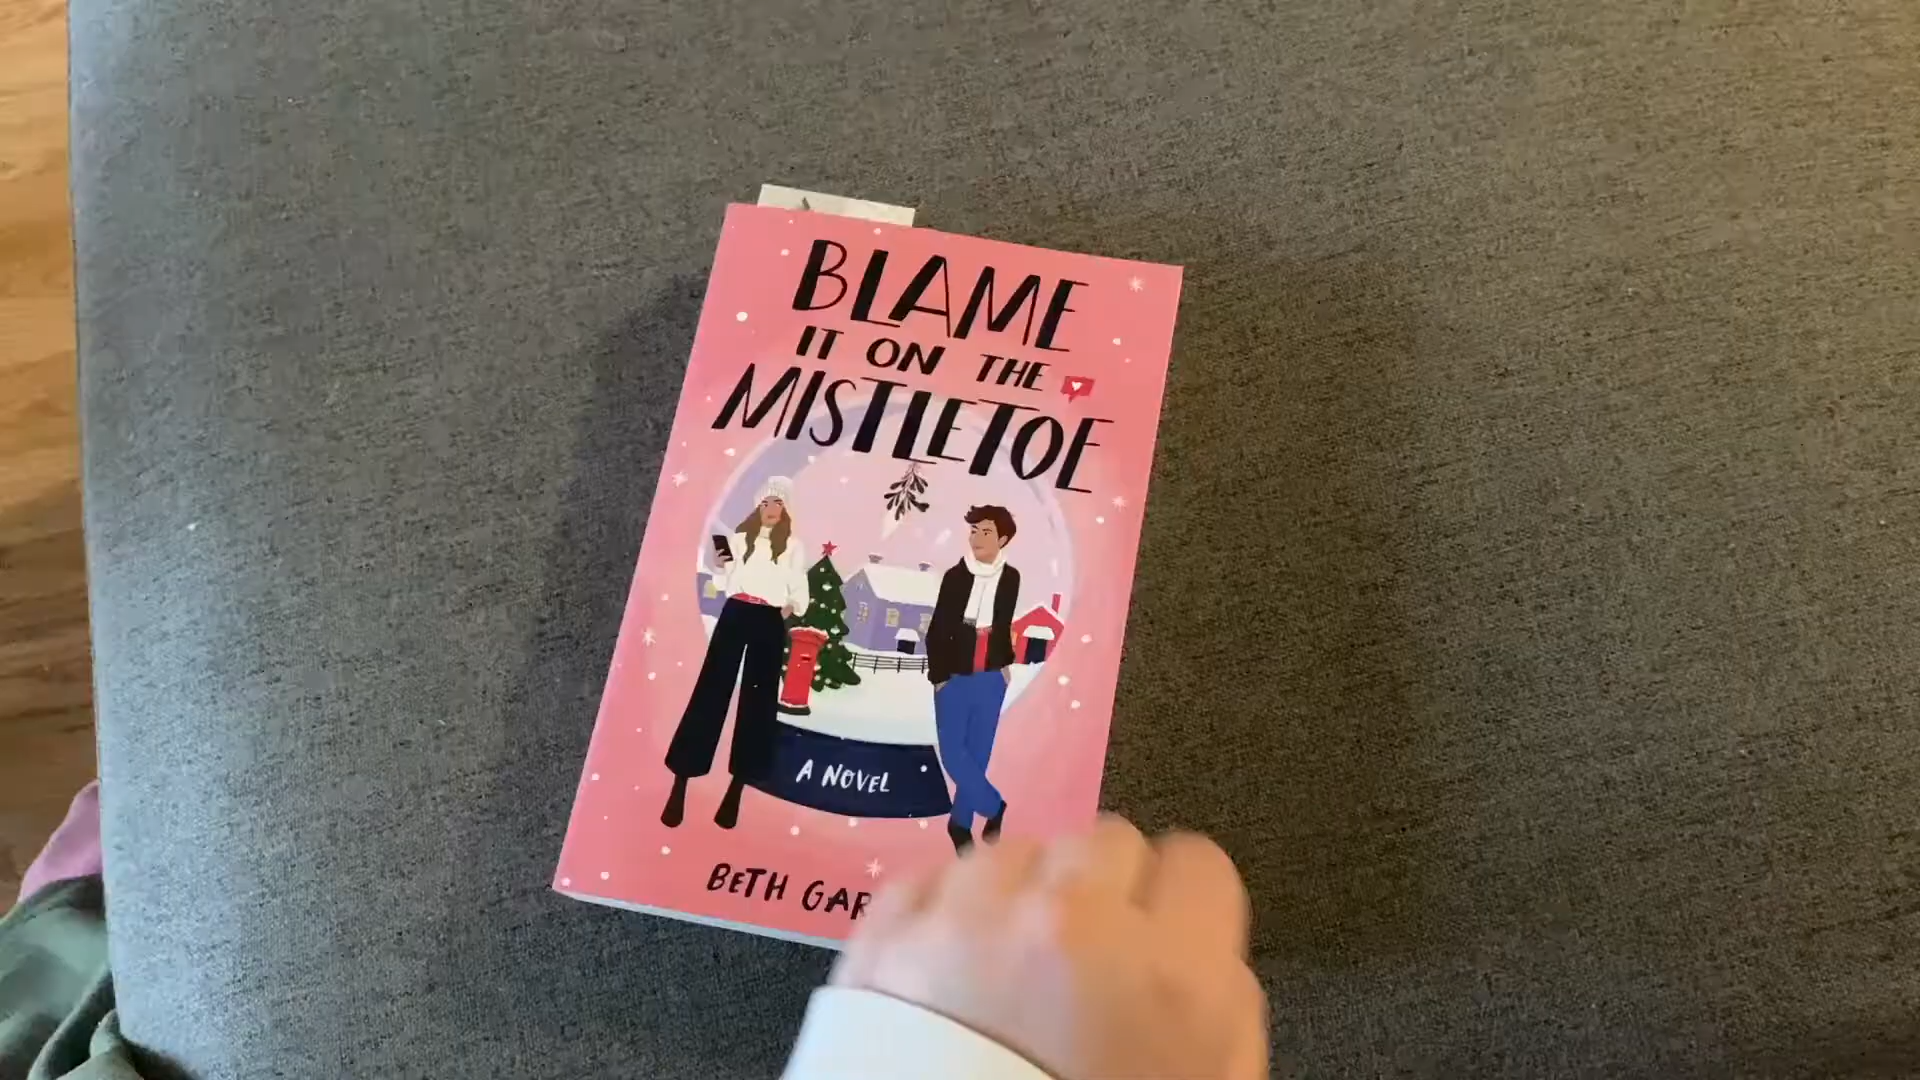 BLAME
IT ON THE
MISTLETOE
A NOVEL
BETH GAR